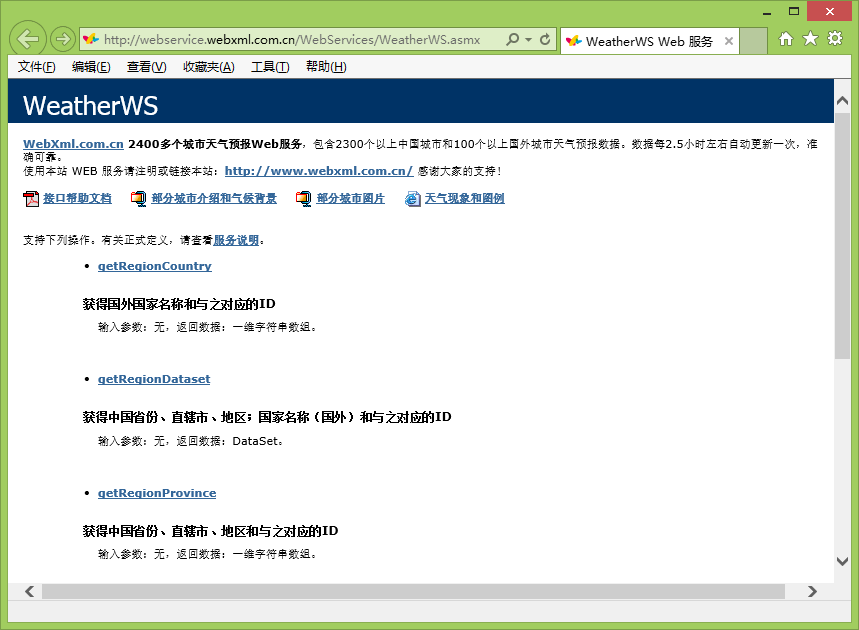 http://webservice.webxml.com.cn/WebServices/WeatherWS.asmx
WeatherWS Web 服务
文件(F) 编辑(E) 查看(V) 收藏夹(A) 工具(T) 帮助(H)
WeatherWS
WebXml.com.cn 2400多个城市天气预报Web服务，包含2300个以上中国城市和100个以上国外城市天气预报数据。数据每2.5小时左右自动更新一次，准
确可靠。
使用本站 WEB 服务请注明或链接本站：http://www.webxml.com.cn/ 感谢大家的支持！
接口帮助文档 部分城市介绍和气候背景 部分城市图片 天气现象和图例
支持下列操作。有关正式定义，请查看服务说明。
• getRegionCountry
获得国外国家名称和与之对应的ID
输入参数：无，返回数据：一维字符串数组。
• getRegionDataset
获得中国省份、直辖市、地区；国家名称（国外）和与之对应的ID
输入参数：无，返回数据：DataSet。
• getRegionProvince
获得中国省份、直辖市、地区和与之对应的ID
输入参数：无，返回数据：一维字符串数组。